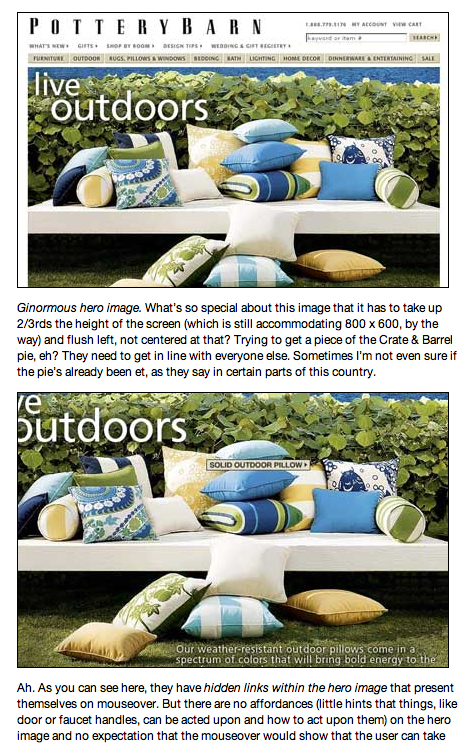 POTTERY BARN
1.888.779.5176 MY ACCOUNT VIEW CART
keyword or item # SEARCH
WHAT'S NEW GIFTS SHOP BY ROOM DESIGN TIPS WEDDING & GIFT REGISTRY
FURNITURE OUTDOOR RUGS, PILLOWS & WINDOWS BEDDING BATH LIGHTING HOME DECOR DINNERWARE & ENTERTAINING SALE
live
outdoors
Ginormous hero image. What's so special about this image that it has to take up
2/3rds the height of the screen (which is still accommodating 800 x 600, by the
way) and flush left, not centered at that? Trying to get a piece of the Crate & Barrel
pie, eh? They need to get in line with everyone else. Sometimes I'm not even sure if
the pie's already been et, as they say in certain parts of this country.
ve
outdoors
SOLID OUTDOOR PILLOW
Our weather-resistant outdoor pillows come in a
spectrum of colors that will bring bold energy to the
Ah. As you can see here, they have hidden links within the hero image that present
themselves on mouseover. But there are no affordances (little hints that things, like
door or faucet handles, can be acted upon and how to act upon them) on the hero
image and no expectation that the mouseover would show that the user can take